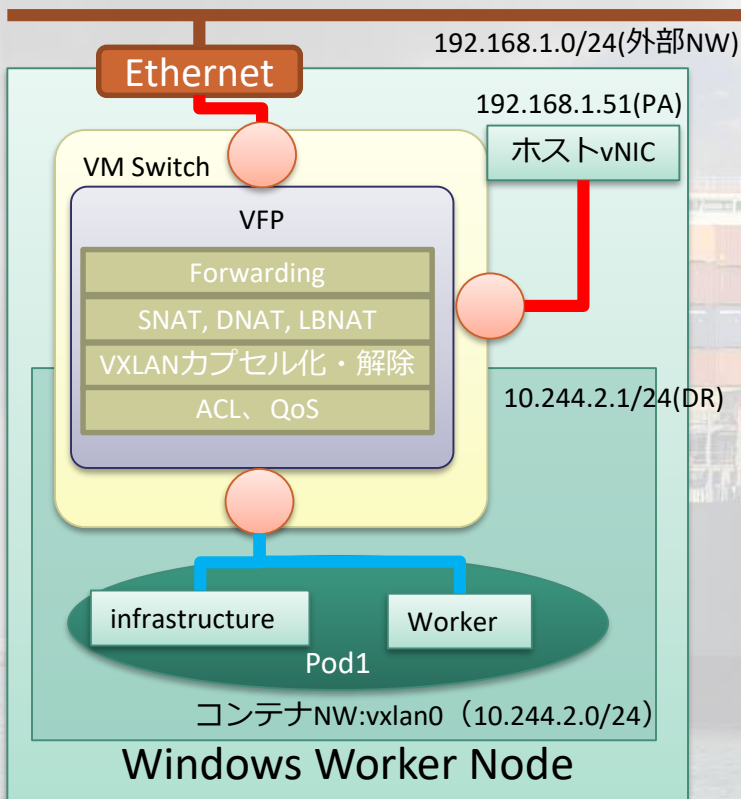 192.168.1.0/24(外部NW)
Ethernet
192.168.1.51(PA)
ホストvNIC
VM Switch
VFP
Forwarding
SNAT, DNAT, LBNAT
VXLANカプセル化・解除
ACL、QoS
10.244.2.1/24(DR)
infrastructure
Worker
Pod1
コンテナNW:vxlan0（10.244.2.0/24）
Windows Worker Node